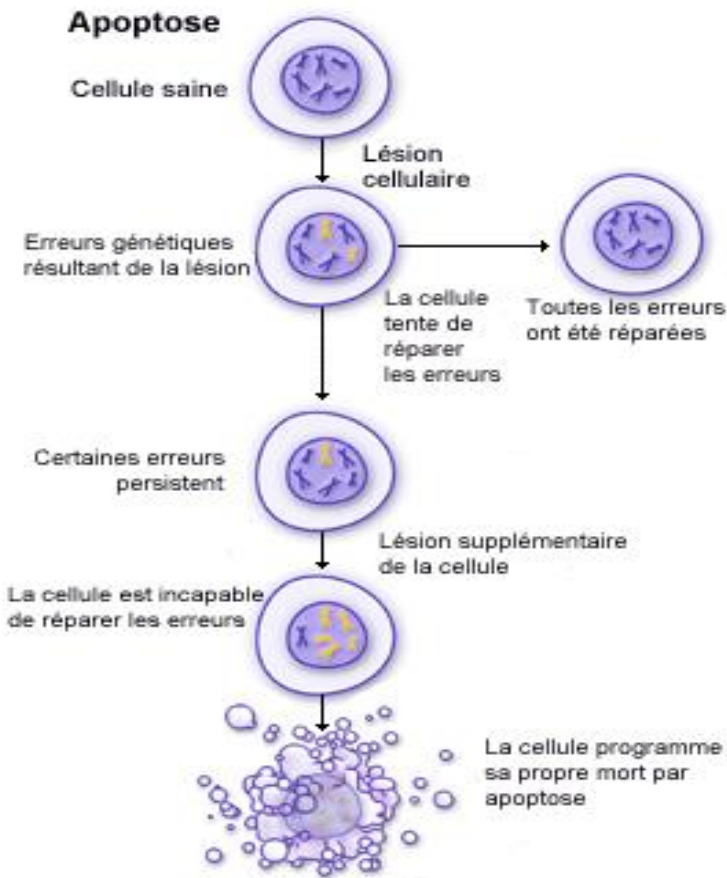 Apoptose
Cellule saine
Lésion
cellulaire
Erreurs génétiques
résultant de la lésion
La cellule
tente de
réparer
les erreurs
Toutes les erreurs
ont été réparées
Certaines erreurs
persistent
Lésion supplémentaire
de la cellule
La cellule est incapable
de réparer les erreurs
La cellule programme
sa propre mort par
apoptose